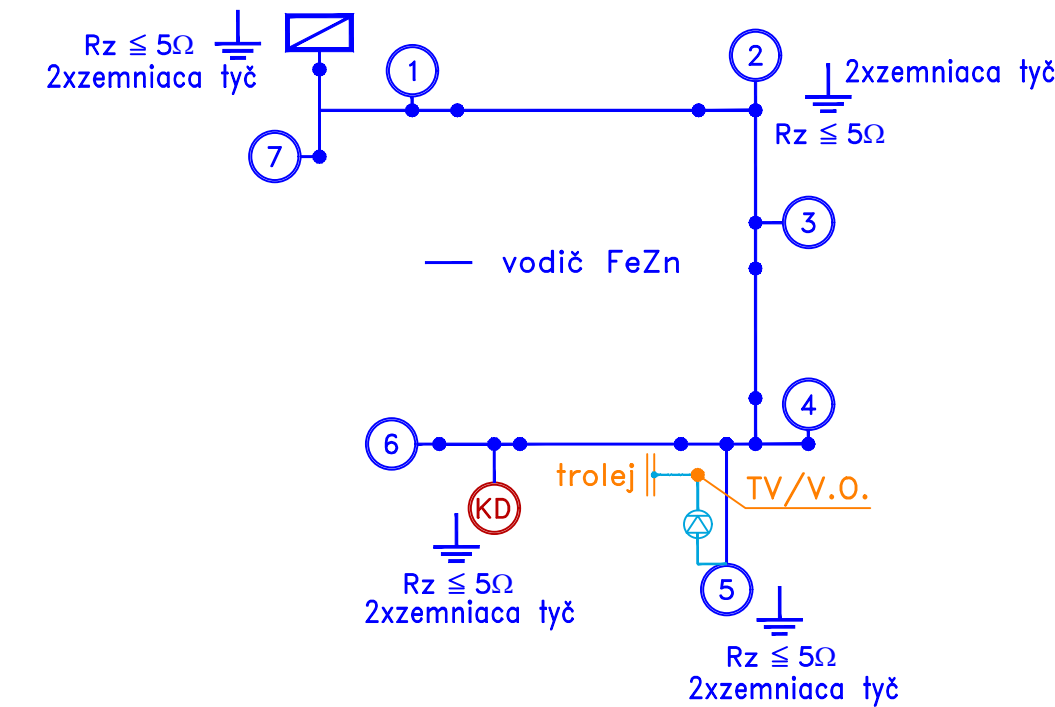 Rz ≦ 5Ω
2xzemniaca tyč
1
2
2xzemniaca tyč
Rz ≦ 5Ω
7
3
vodič FeZn
4
6
trolej
TV/V.O.
KD
Rz ≦ 5Ω
2xzemniaca tyč
5
Rz ≦ 5Ω
2xzemniaca tyč